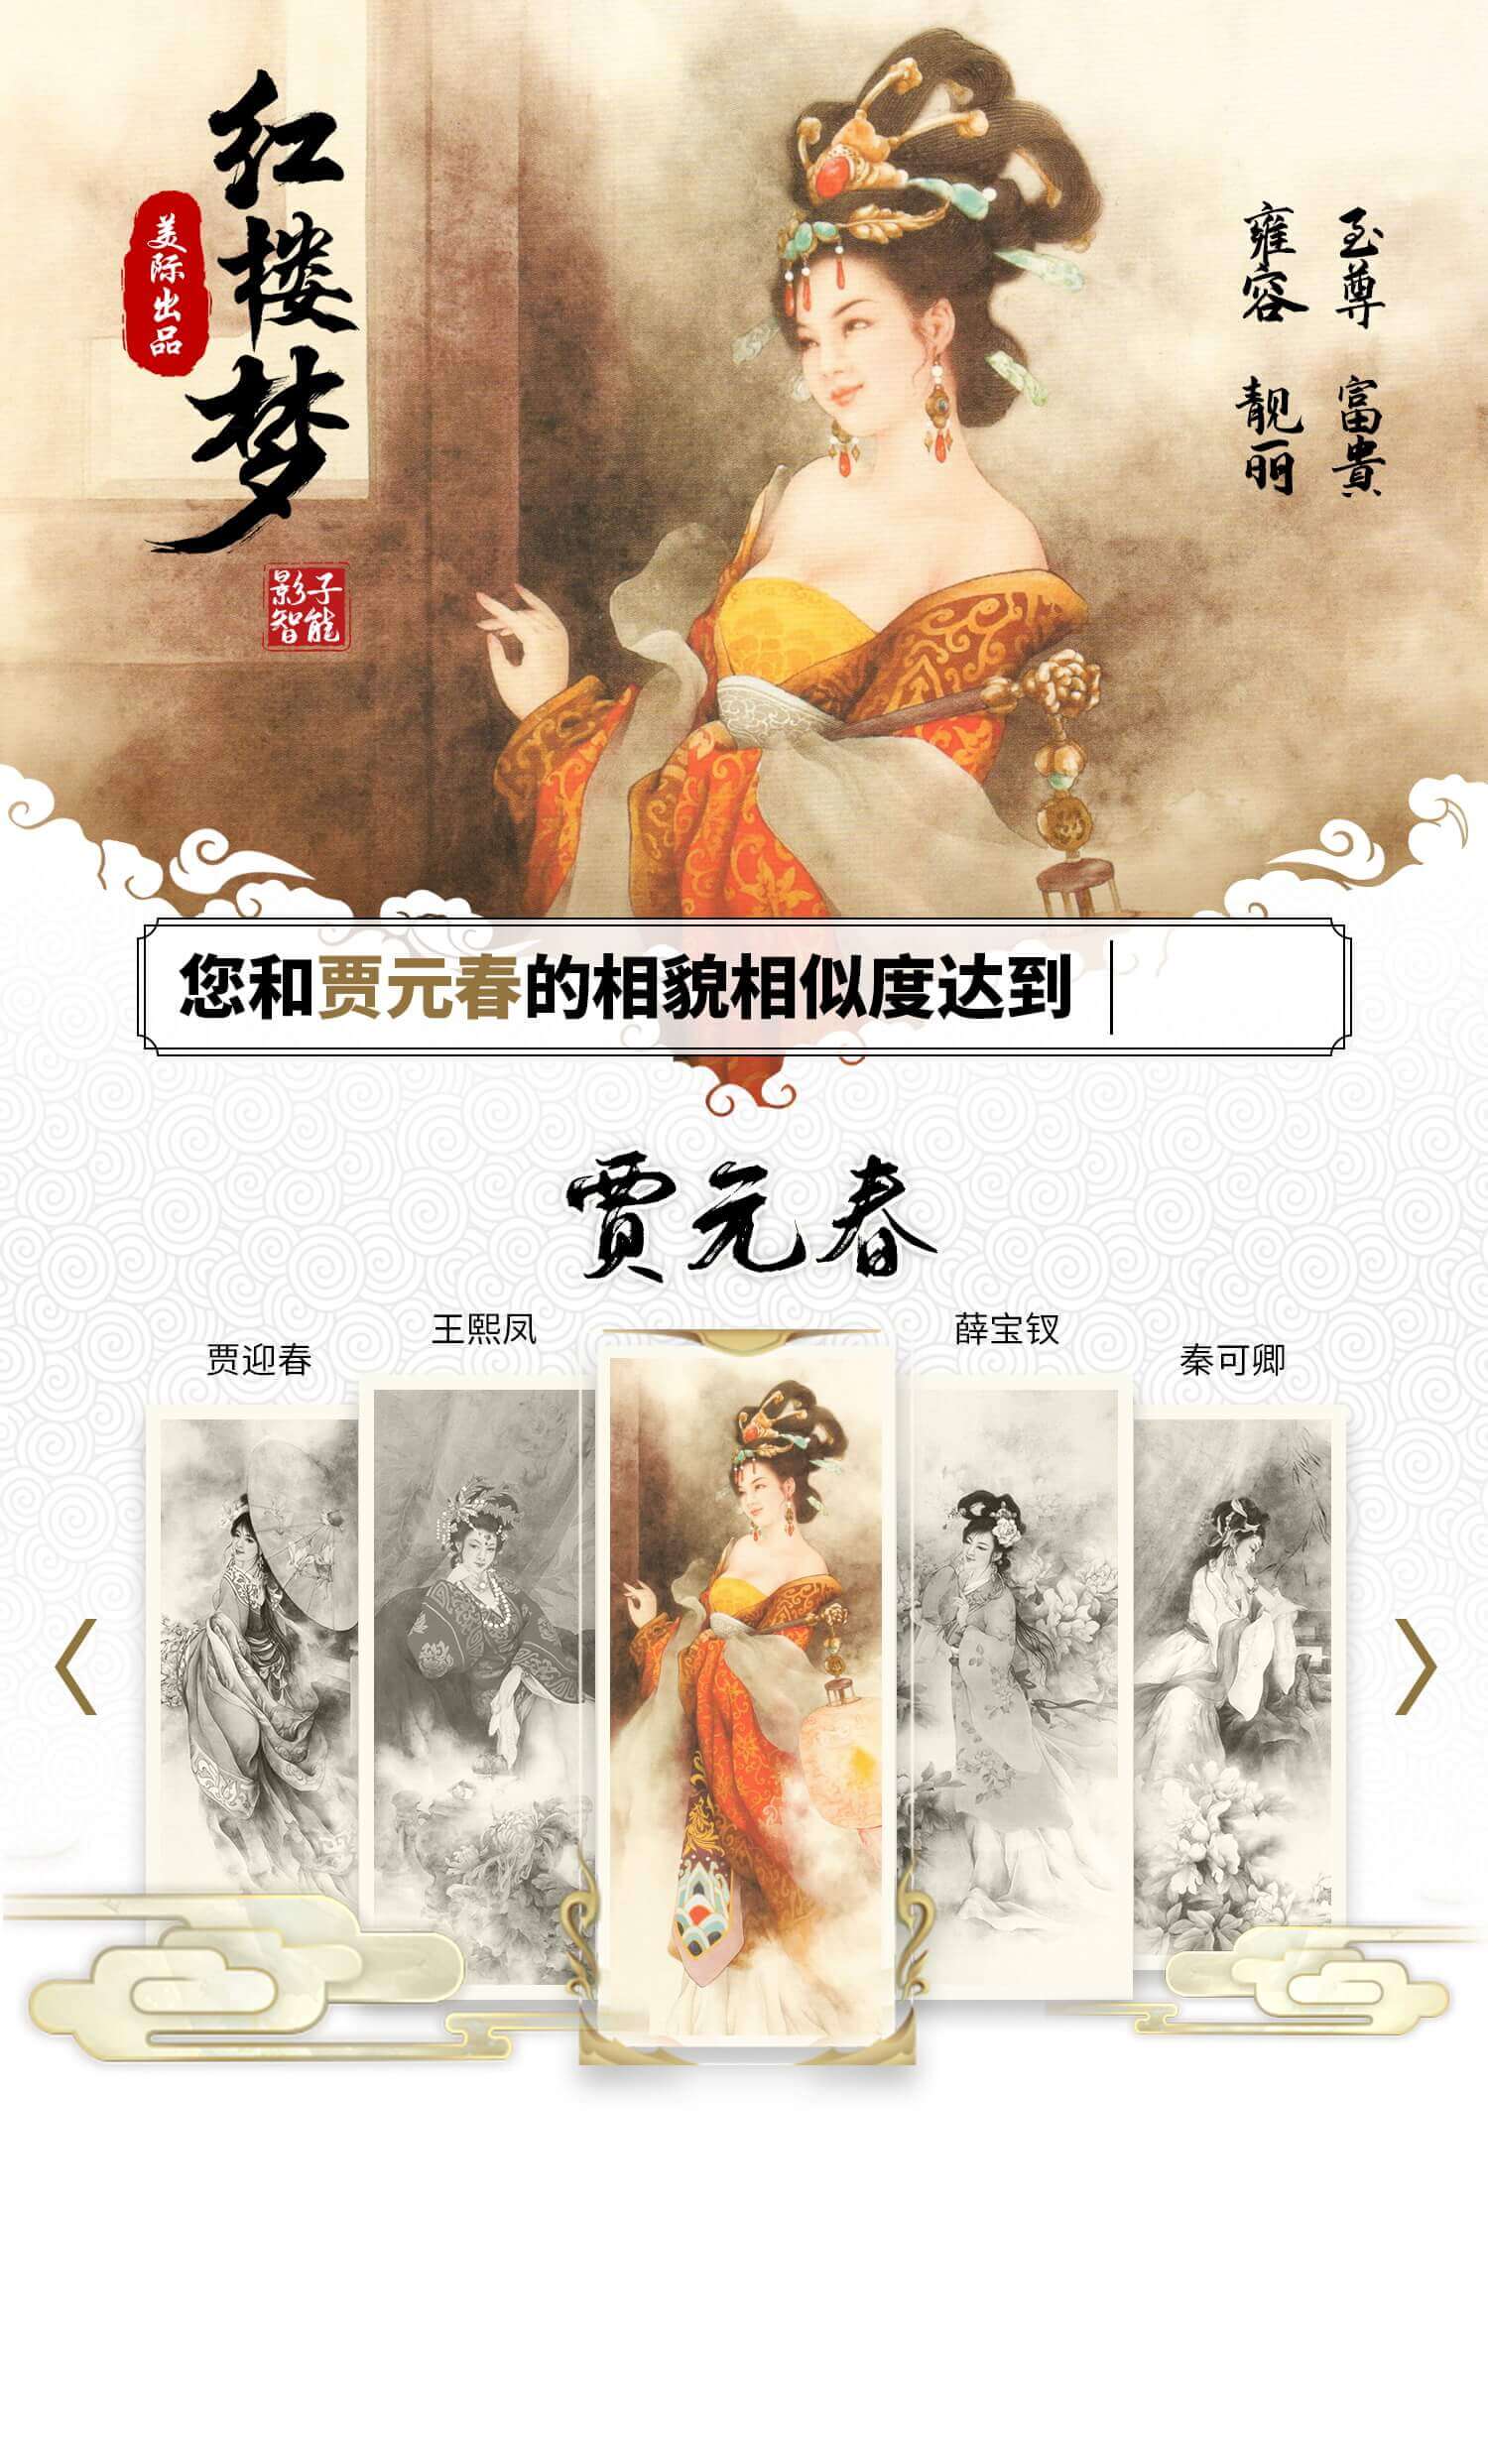 红楼梦
美际出品
影子
智能
至尊 富貴
雍容 靓丽
您和贾元春的相貌相似度达到
贾元春
贾迎春
王熙凤
薛宝钗
秦可卿